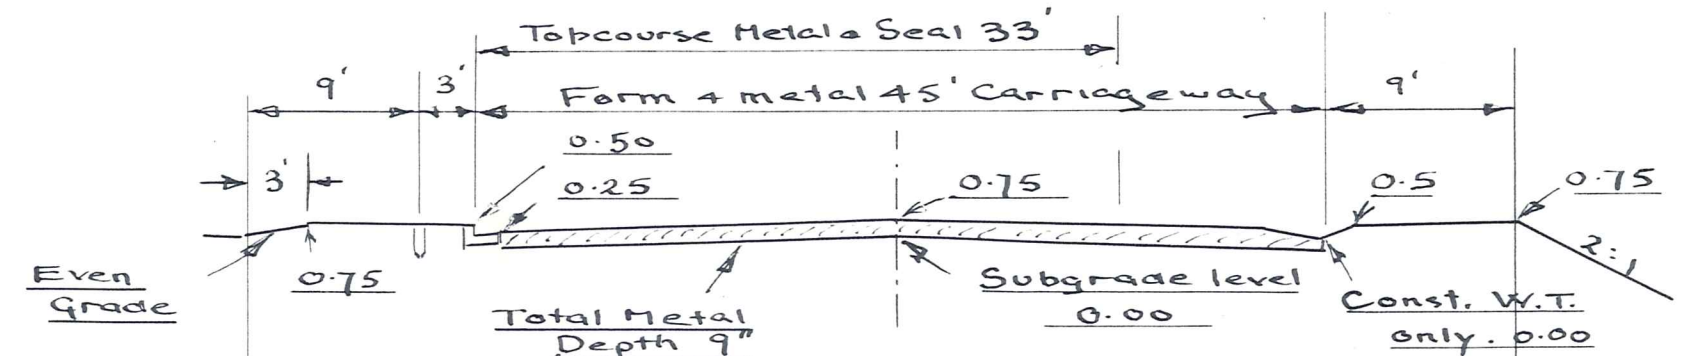 Topcourse Metal & Seal 33'
9'
3'
Form & metal 45' Carriageway
9'
0.50
3'
0.25
0.75
0.5
0.75
2:1
Even
Grade
0.75
Subgrade level
0.00
Total Metal
Depth 9"
Const. W.T.
only. 0.00